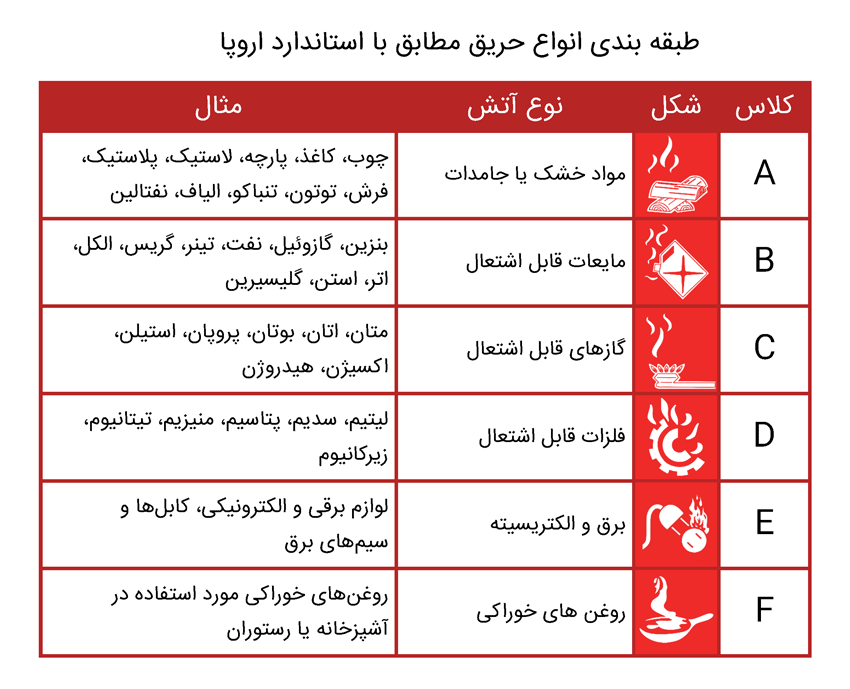 طبقه بندی انواع حریق مطابق با استاندارد اروپا
کلاس شکل نوع آتش مثال
A
مواد خشک یا جامدات
چوب، کاغذ، پارچه، لاستیک، پلاستیک،
فرش، توتون، تنباکو، الیاف، نفتالین
B
مایعات قابل اشتعال
بنزین، گازوئیل، نفت، تینر، گریس، الکل،
اتر، استن، گلیسیرین
C
گازهای قابل اشتعال
متان، اتان، بوتان، پروپان، استیلن،
اکسیژن، هیدروژن
D
فلزات قابل اشتعال
لیتیم، سدیم، پتاسیم، منیزیم، تیتانیوم،
زیرکانیوم
E
برق و الکتریسیته
لوازم برقی و الکترونیکی، کابل‌ها و
سیم‌های برق
F
روغن های خوراکی
روغن‌های خوراکی مورد استفاده در
آشپزخانه یا رستوران